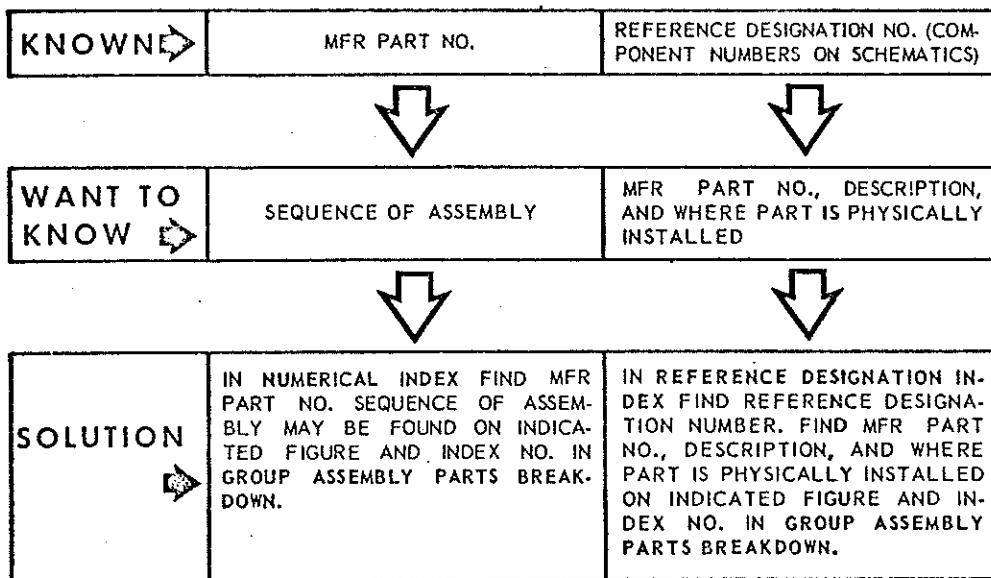 KNOWN
MFR PART NO.
REFERENCE DESIGNATION NO. (COM-
PONENT NUMBERS ON SCHEMATICS)
WANT TO
KNOW
SEQUENCE OF ASSEMBLY
MFR PART NO., DESCRIPTION,
AND WHERE PART IS PHYSICALLY
INSTALLED
SOLUTION
IN NUMERICAL INDEX FIND MFR
PART NO. SEQUENCE OF ASSEM-
BLY MAY BE FOUND ON INDICA-
TED FIGURE AND INDEX NO. IN
GROUP ASSEMBLY PARTS BREAK-
DOWN.
IN REFERENCE DESIGNATION IN-
DEX FIND REFERENCE DESIGNA-
TION NUMBER. FIND MFR PART
NO., DESCRIPTION, AND WHERE
PART IS PHYSICALLY INSTALLED
ON INDICATED FIGURE AND IN-
DEX NO. IN GROUP ASSEMBLY
PARTS BREAKDOWN.